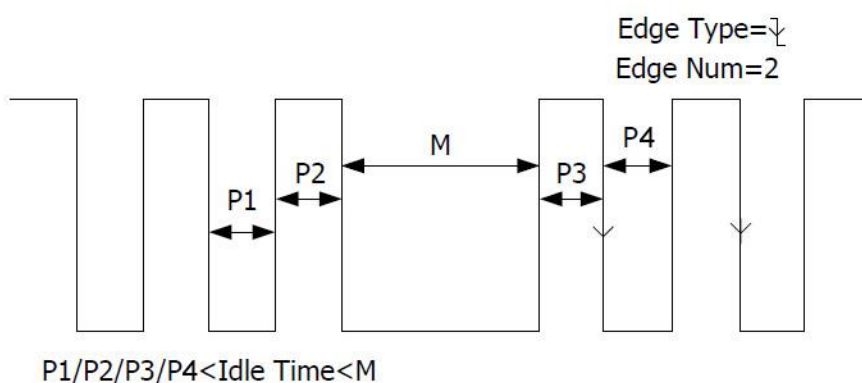 Edge Type=
Edge Num=2
M
P4
P2
P3
P1
P1/P2/P3/P4<Idle Time<M